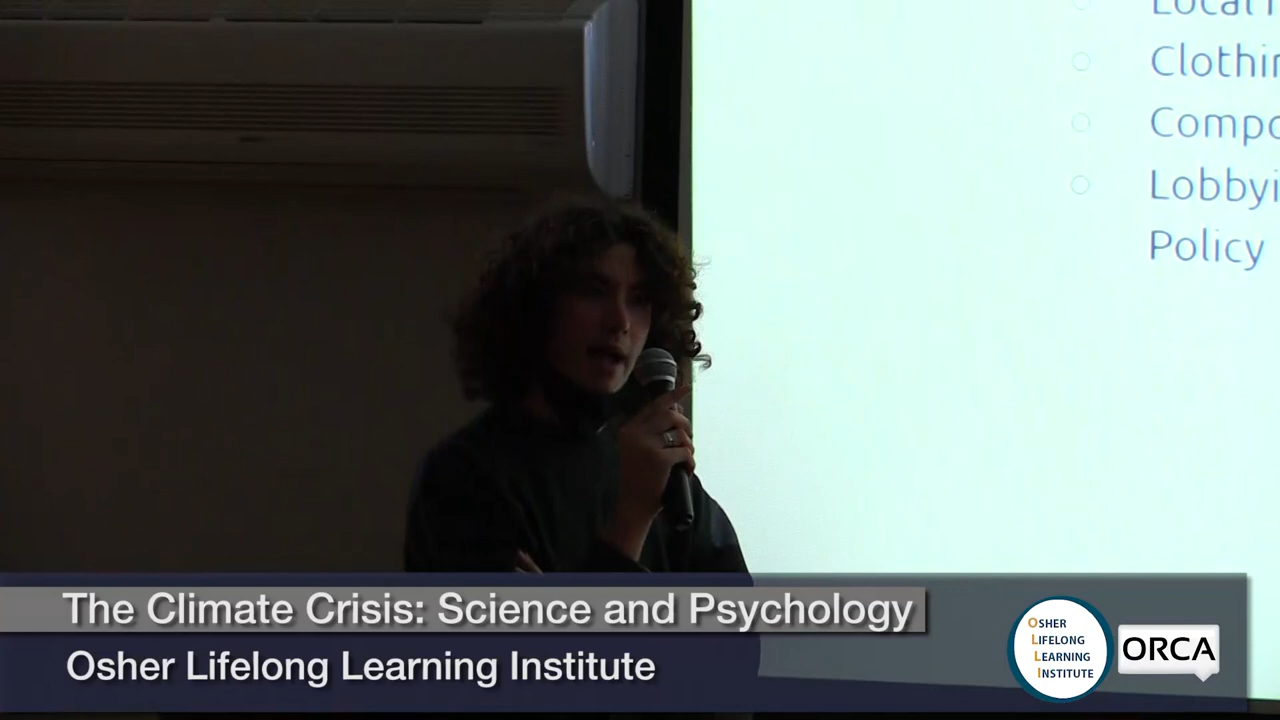 Clothin
Compo
Lobbyi
Policy
The Climate Crisis: Science and Psychology
Osher Lifelong Learning Institute
OSHER
LIFELONG
LEARNING
INSTITUTE
ORCA